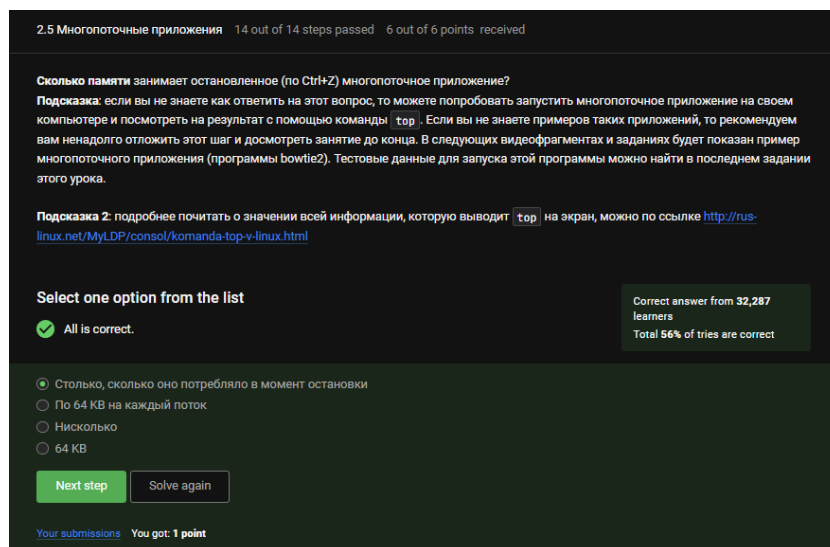 2.5 Многопоточные приложения 14 out of 14 steps passed 6 out of 6 points received
Сколько памяти занимает остановленное (по Ctrl+Z) многопоточное приложение?
Подсказка: если вы не знаете как ответить на этот вопрос, то можете попробовать запустить многопоточное приложение на своем
компьютере и посмотреть на результат с помощью команды top. Если вы не знаете примеров таких приложений, то рекомендуем
вам ненадолго отложить этот шаг и досмотреть занятие до конца. В следующих видеофрагментах и заданиях будет показан пример
многопоточного приложения (программы bowtie2). Тестовые данные для запуска этой программы можно найти в последнем задании
этого урока.
Подсказка 2: подробнее почитать о значении всей информации, которую выводит top на экран, можно по ссылке http://rus-
linux.net/MyLDP/consol/komanda-top-v-linux.html
Select one option from the list
All is correct.
Correct answer from 32,287
learners
Total 56% of tries are correct
Столько, сколько оно потребляло в момент остановки
По 64 KB на каждый поток
Нисколько
64 KB
Next step Solve again
Your submissions You got: 1 point